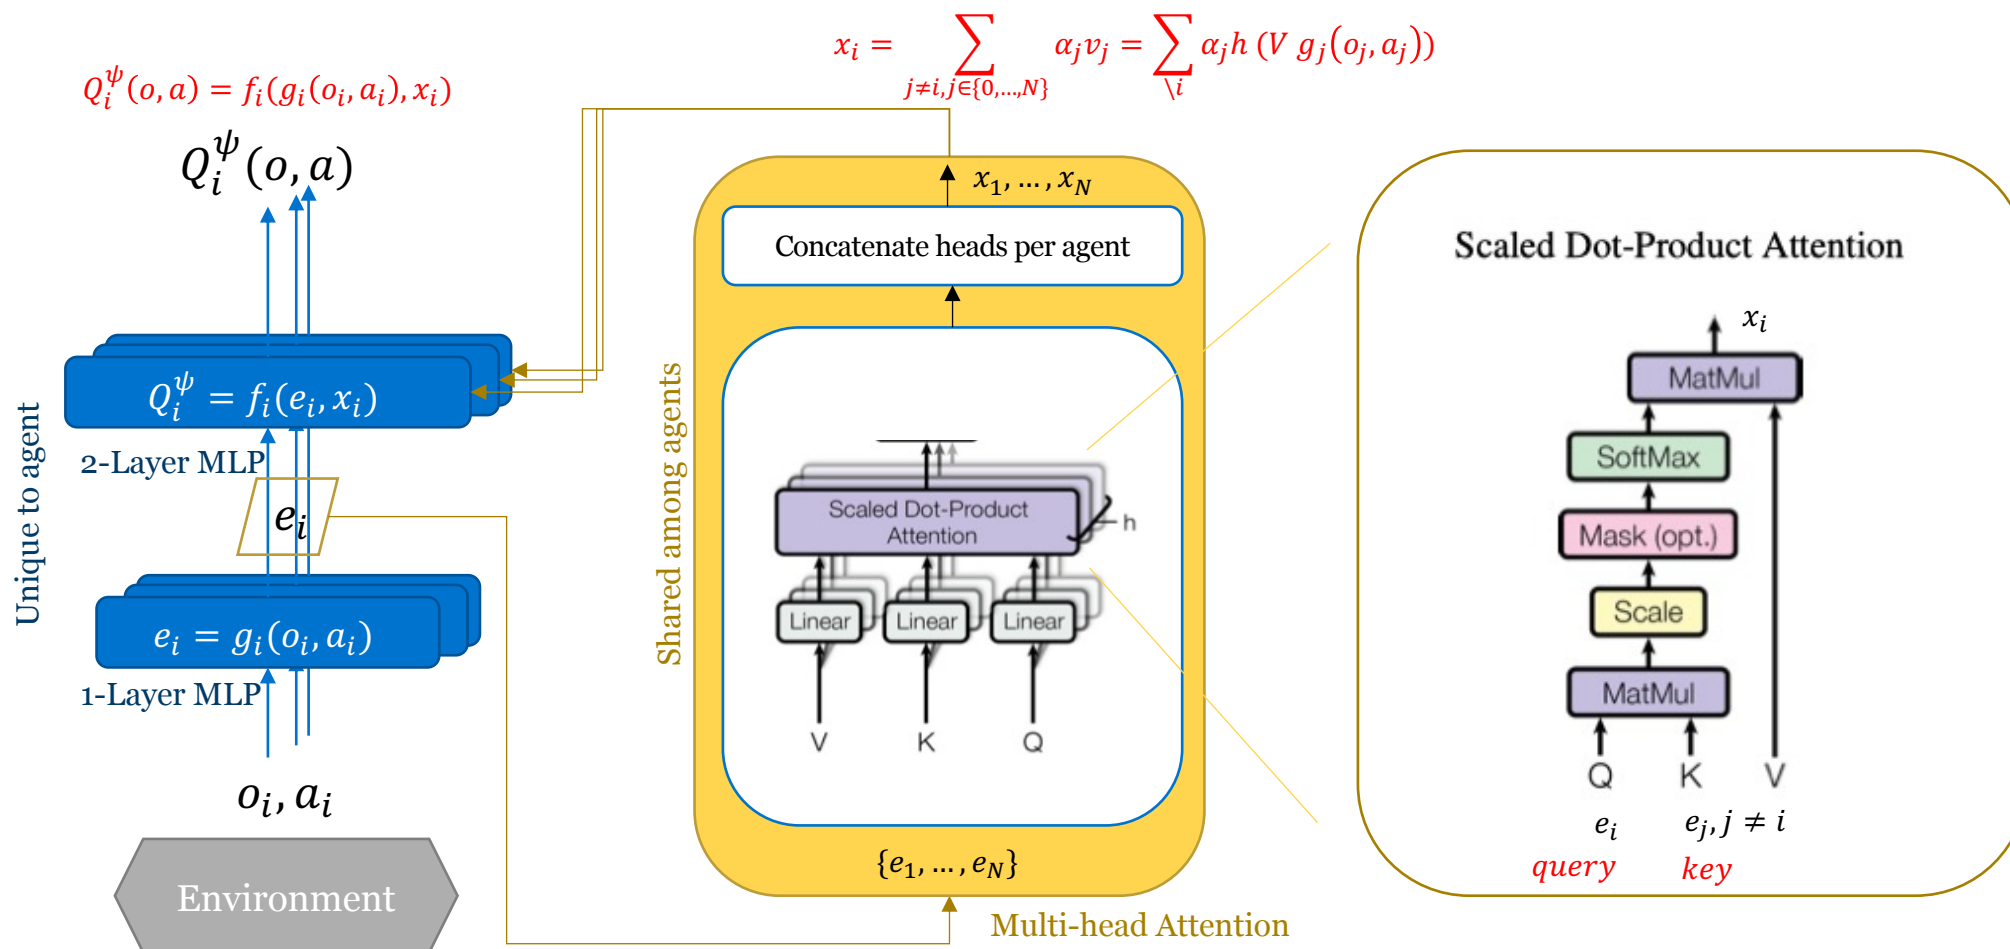 Q_i^ψ(o, a) = f_i(g_i(o_i, a_i), x_i)
Q_i^ψ(o, a)
Q_i^ψ = f_i(e_i, x_i)
2-Layer MLP
e_i
e_i = g_i(o_i, a_i)
1-Layer MLP
o_i, a_i
Environment
Unique to agent
x_i = ∑_{j≠i,j∈{0,…,N}} α_j v_j = ∑_{\i} α_j h (V g_j(o_j, a_j))
x_1, … , x_N
Concatenate heads per agent
Shared among agents
Scaled Dot-Product
Attention
h
Linear
Linear
Linear
V
K
Q
{e_1, … , e_N}
Multi-head Attention
Scaled Dot-Product Attention
x_i
MatMul
SoftMax
Mask (opt.)
Scale
MatMul
Q
K
V
e_i
e_j, j ≠ i
query
key